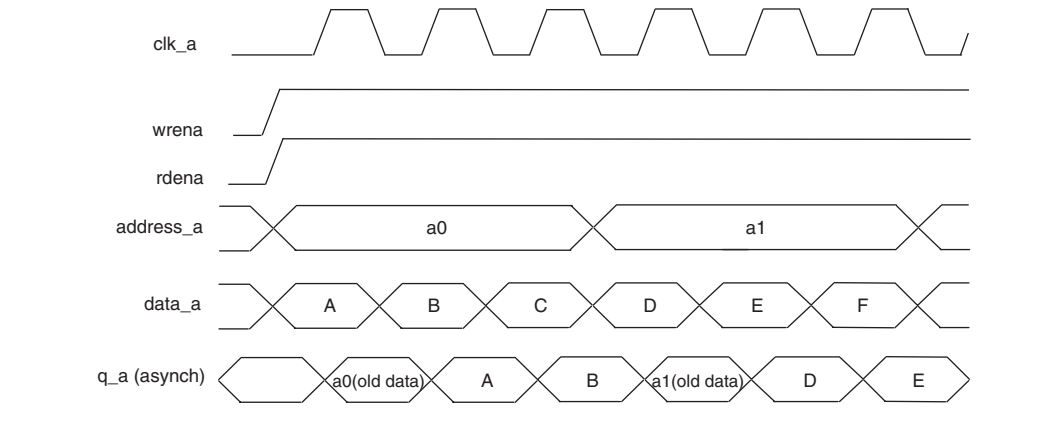 clk_a
wrena
rdena
address_a a0 a1
data_a A B C D E F
q_a (asynch) a0(old data) A B a1(old data) D E